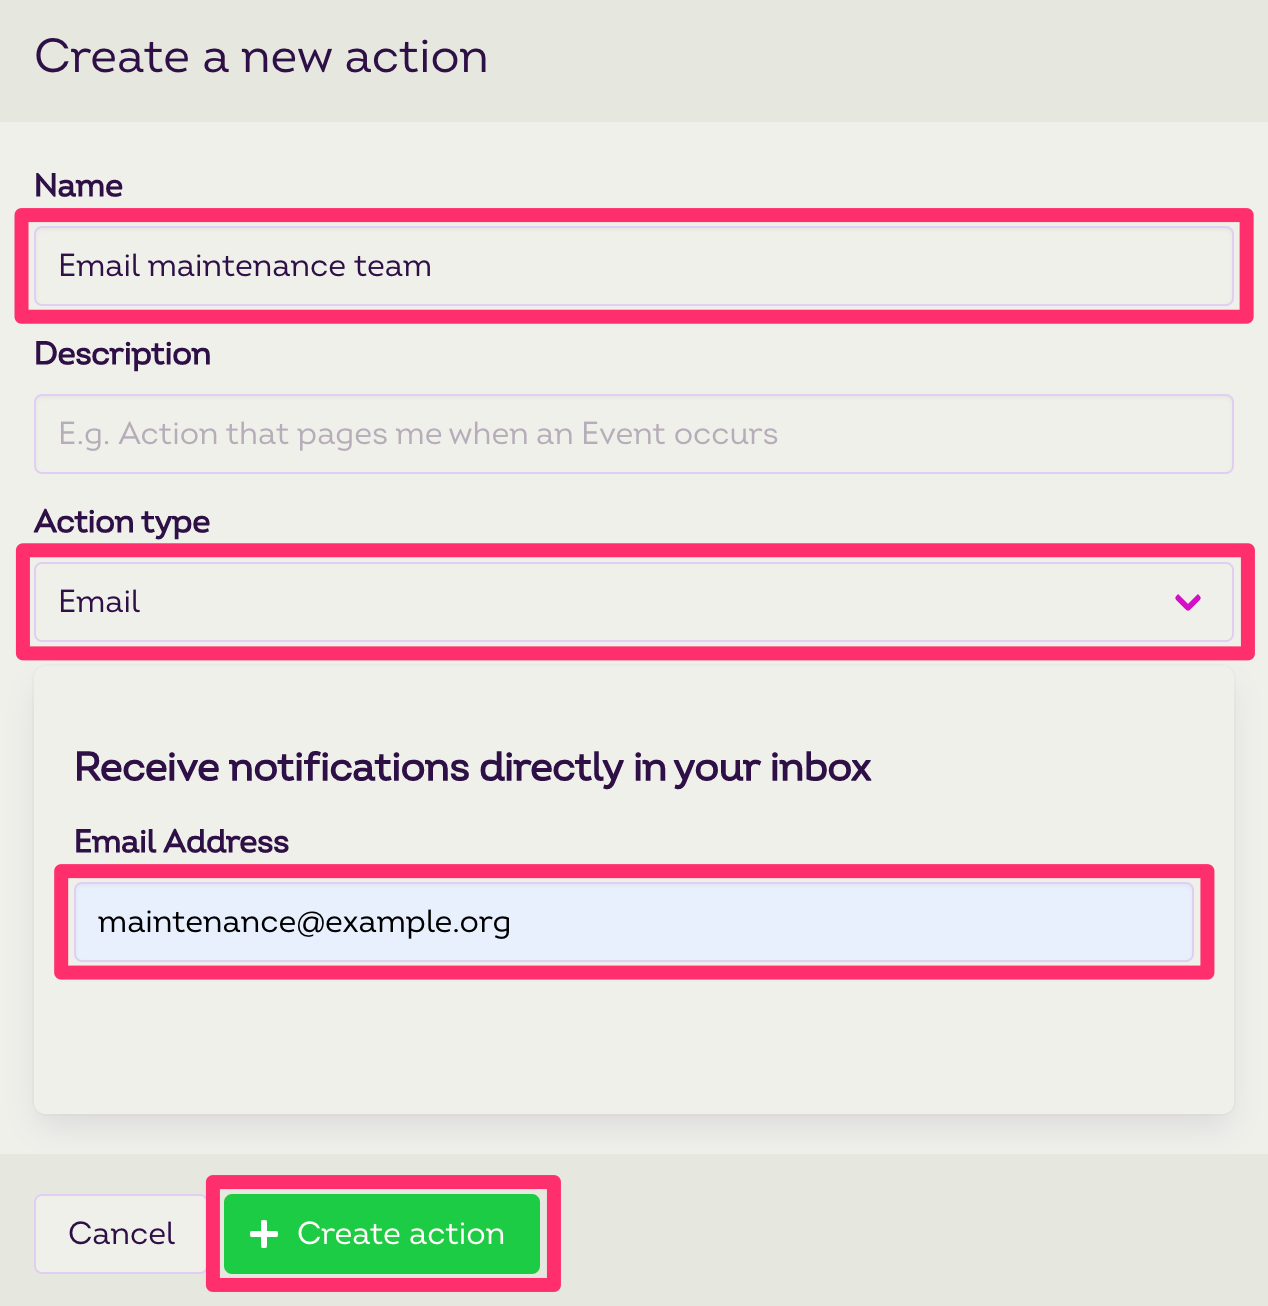 Create a new action
Name
Email maintenance team
Description
E.g. Action that pages me when an Event occurs
Action type
Email
Receive notifications directly in your inbox
Email Address
maintenance@example.org
Cancel
Create action